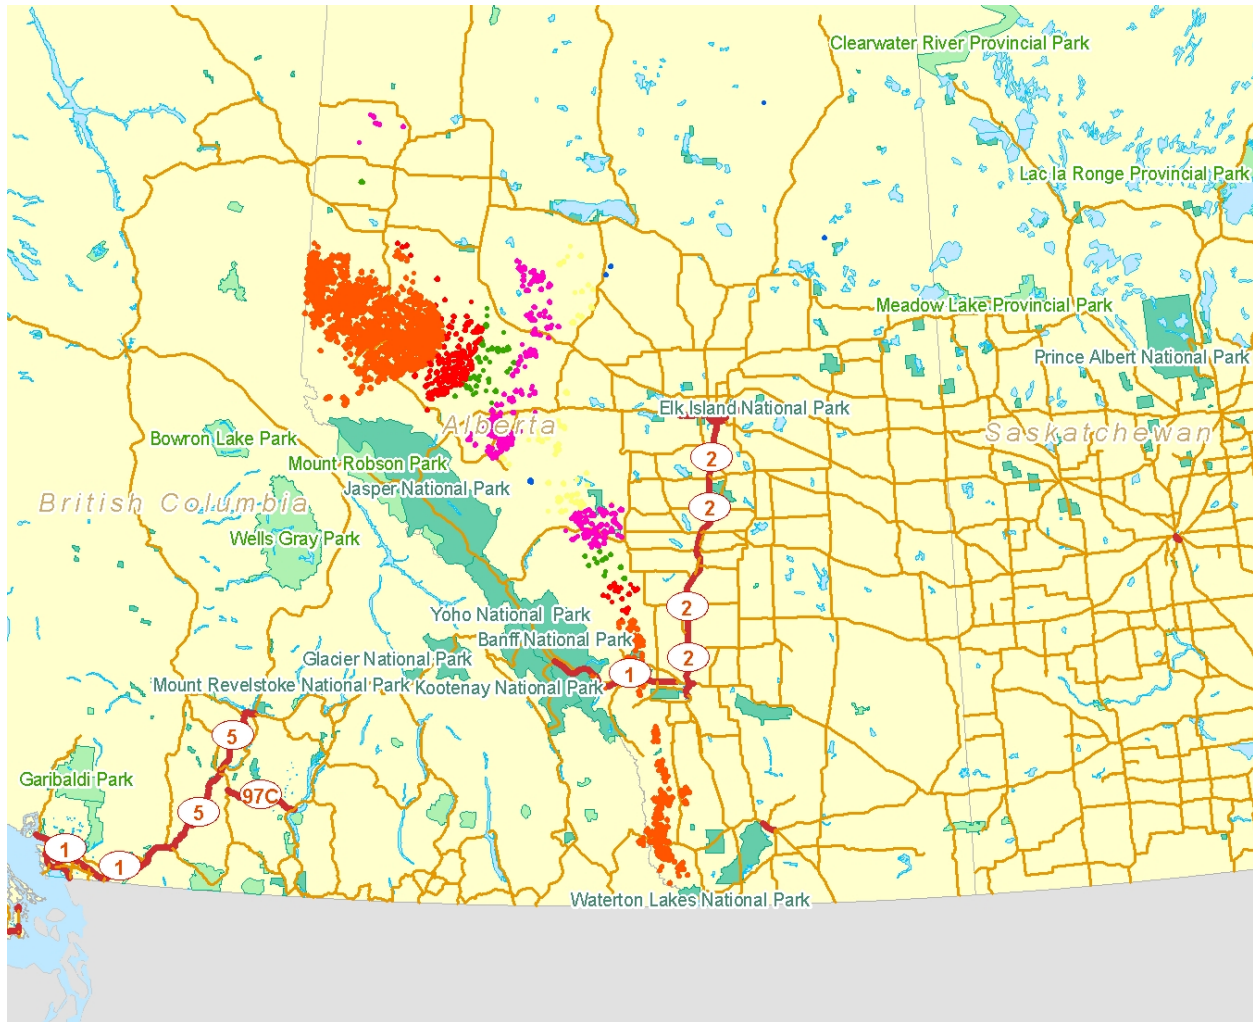 Clearwater River Provincial Park
Lac la Ronge Provincial Park
Meadow Lake Provincial Park
Prince Albert National Park
Elk Island National Park
Alberta
Saskatchewan
Bowron Lake Park
2
Mount Robson Park
Jasper National Park
British Columbia
2
Wells Gray Park
2
Yoho National Park
Banff National Park
Glacier National Park
2
1
Mount Revelstoke National Park
Kootenay National Park
5
Garibaldi Park
97C
5
1
1
Waterton Lakes National Park